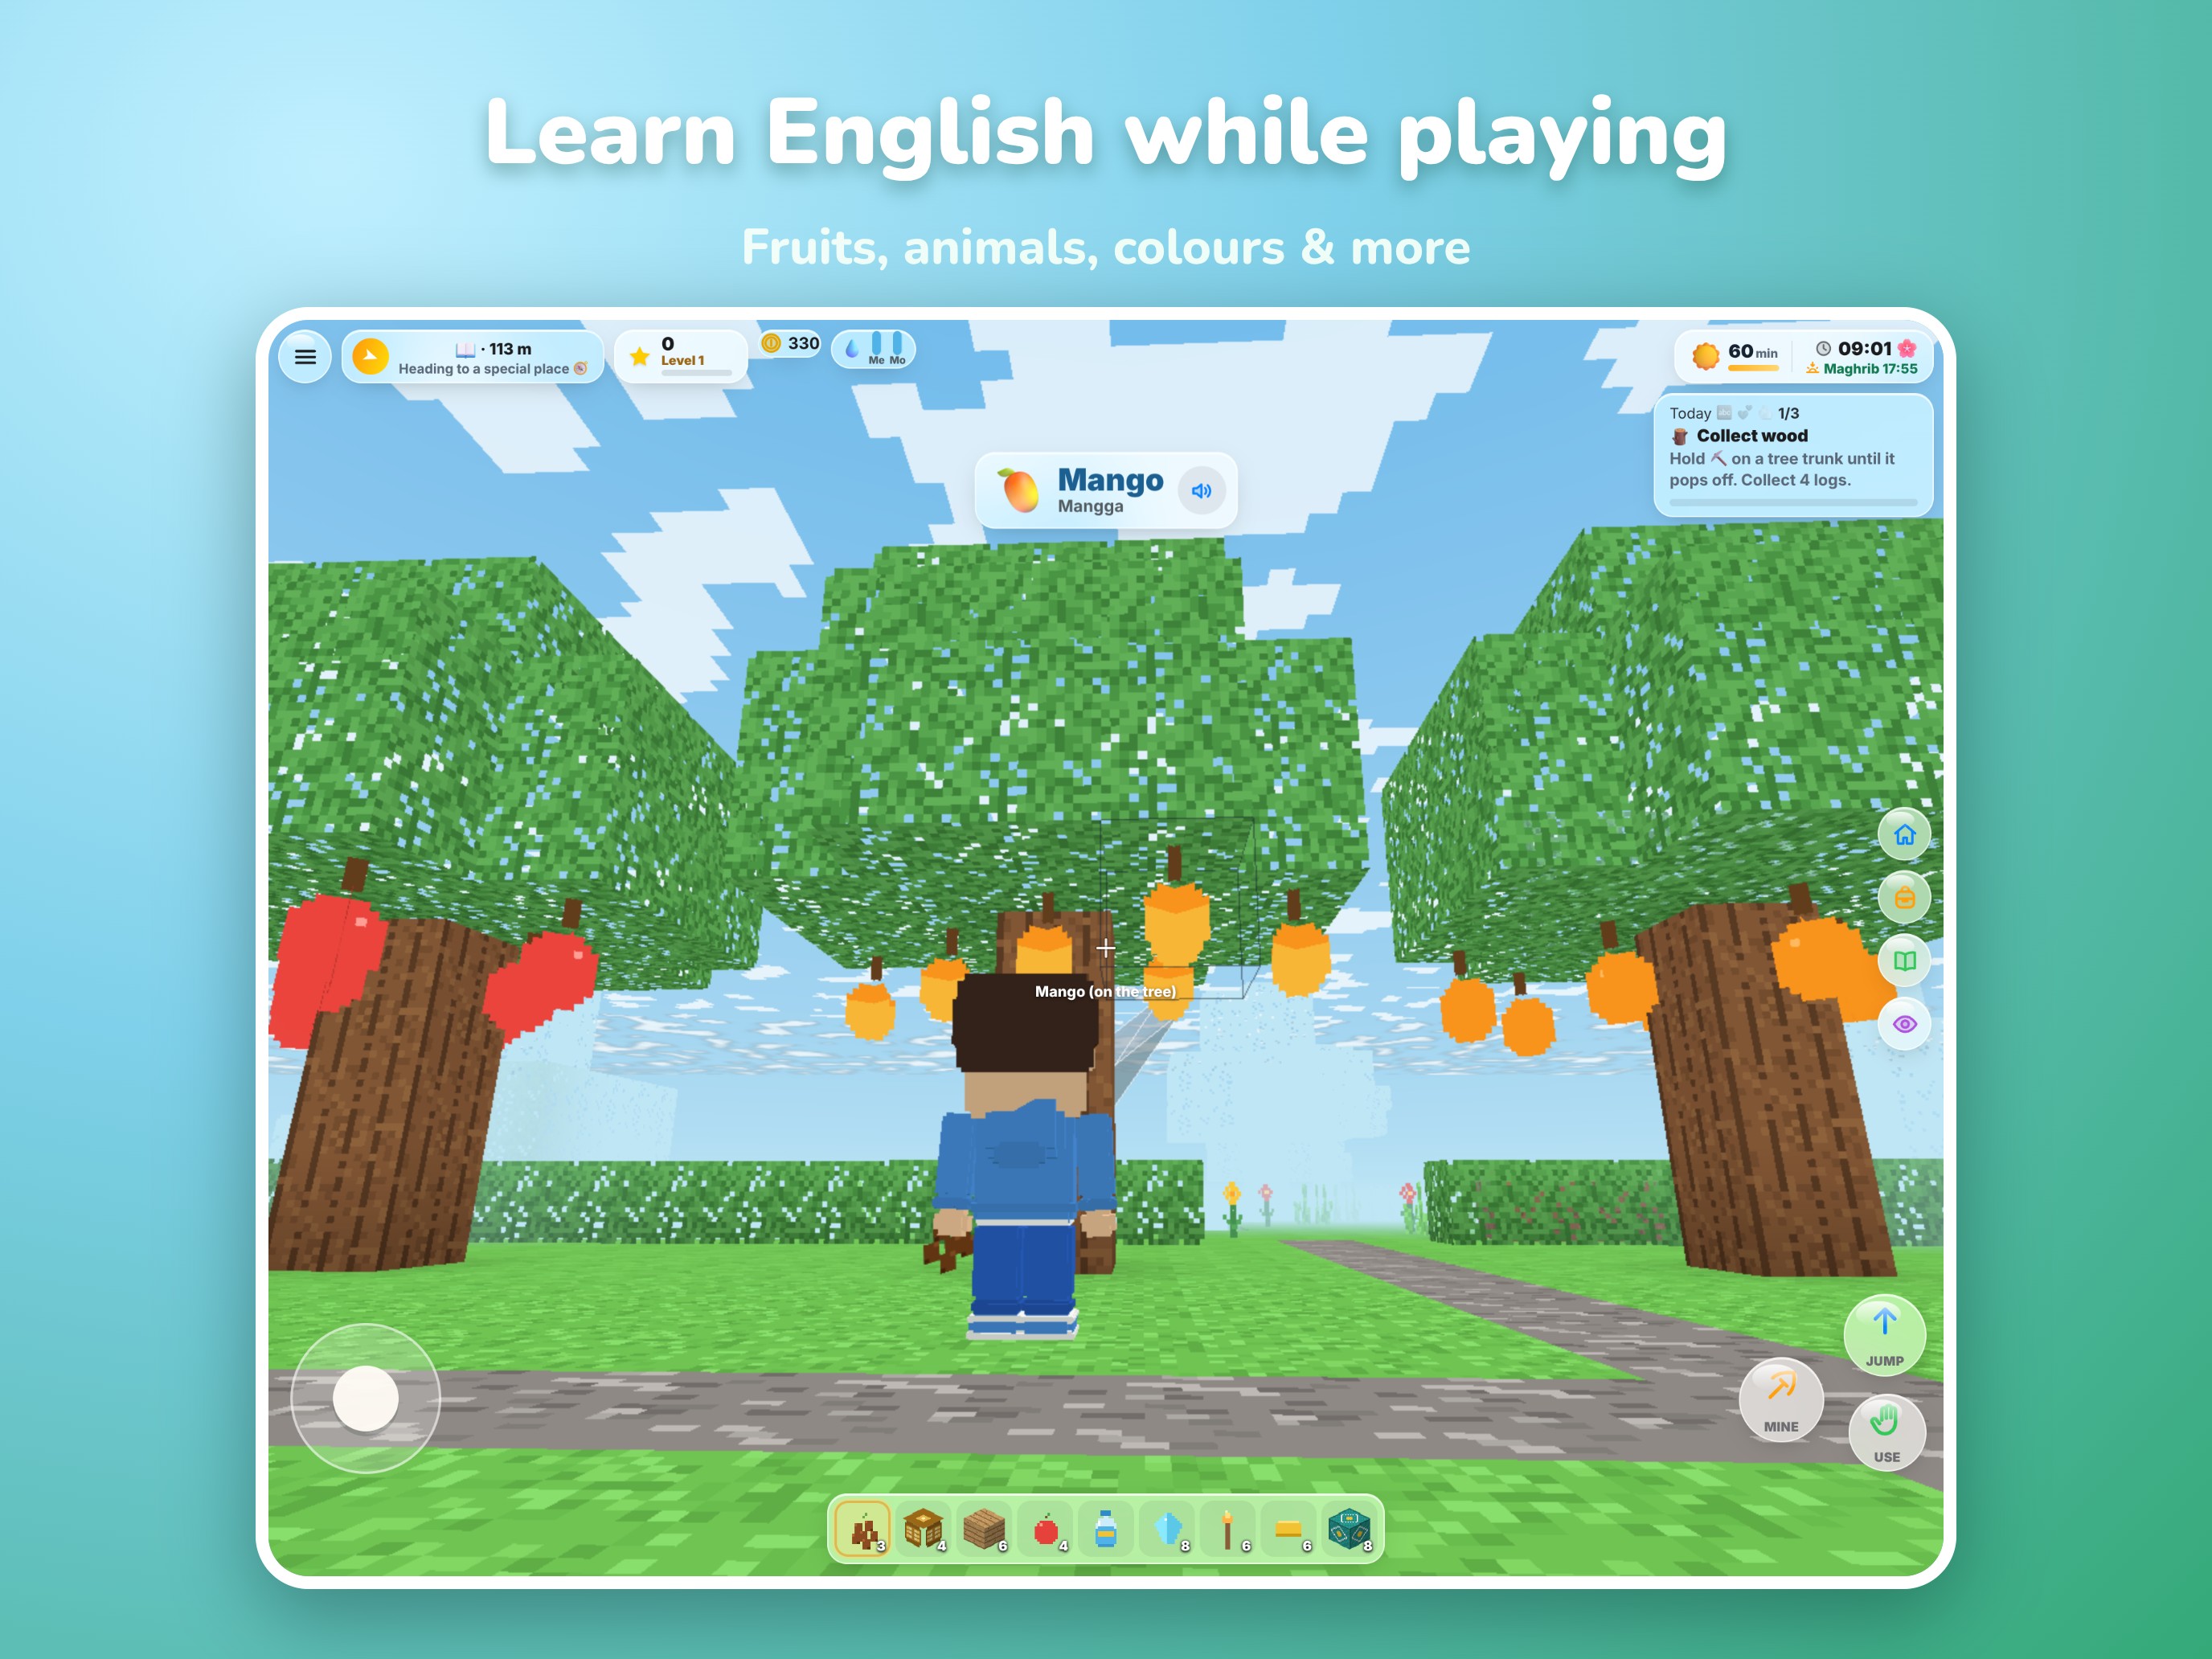 Learn English while playing
Fruits, animals, colours & more
· 113 m
Heading to a special place
0
Level 1
330
Me Mo
60 min
09:01
Maghrib 17:55
Today abc 1/3
Collect wood
Hold on a tree trunk until it
pops off. Collect 4 logs.
Mango
Mangga
Mango (on the tree)
JUMP
MINE
USE
3 4 6 4 8 6 6 8